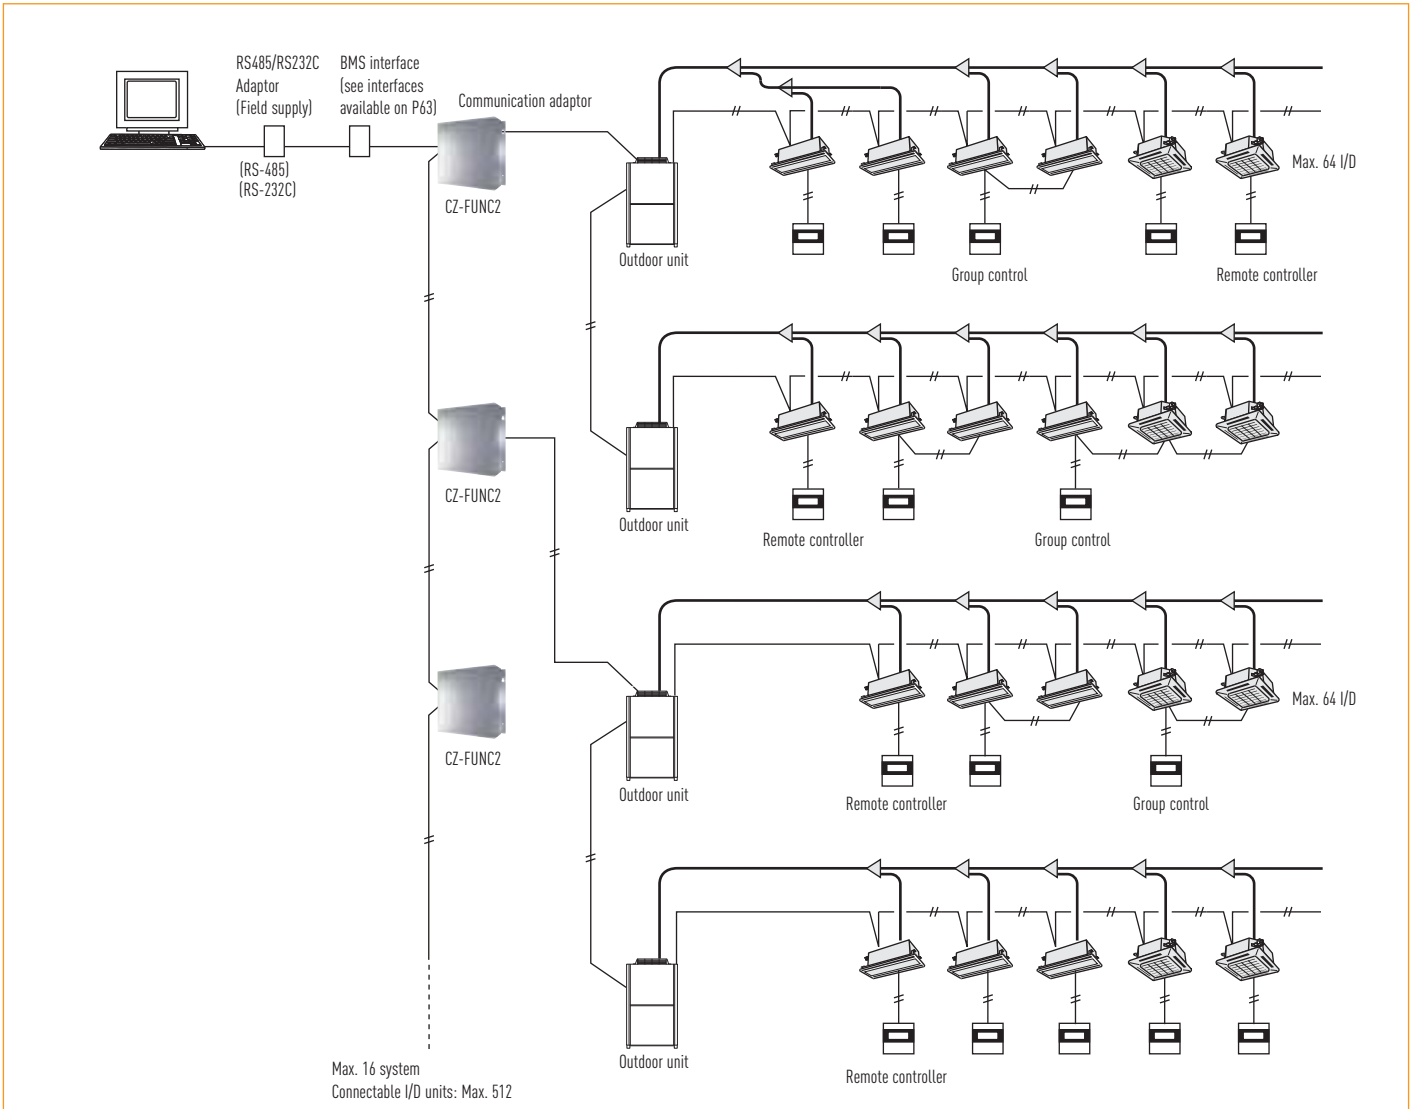 RS485/RS232C
Adaptor
(Field supply)
BMS interface
(see interfaces
available on P63)
Communication adaptor
(RS-485)
(RS-232C)
CZ-FUNC2
Outdoor unit
Group control
Remote controller
Max. 64 I/D
CZ-FUNC2
Outdoor unit
Remote controller
Group control
CZ-FUNC2
Outdoor unit
Remote controller
Group control
Max. 64 I/D
Outdoor unit
Remote controller
Max. 16 system
Connectable I/D units: Max. 512